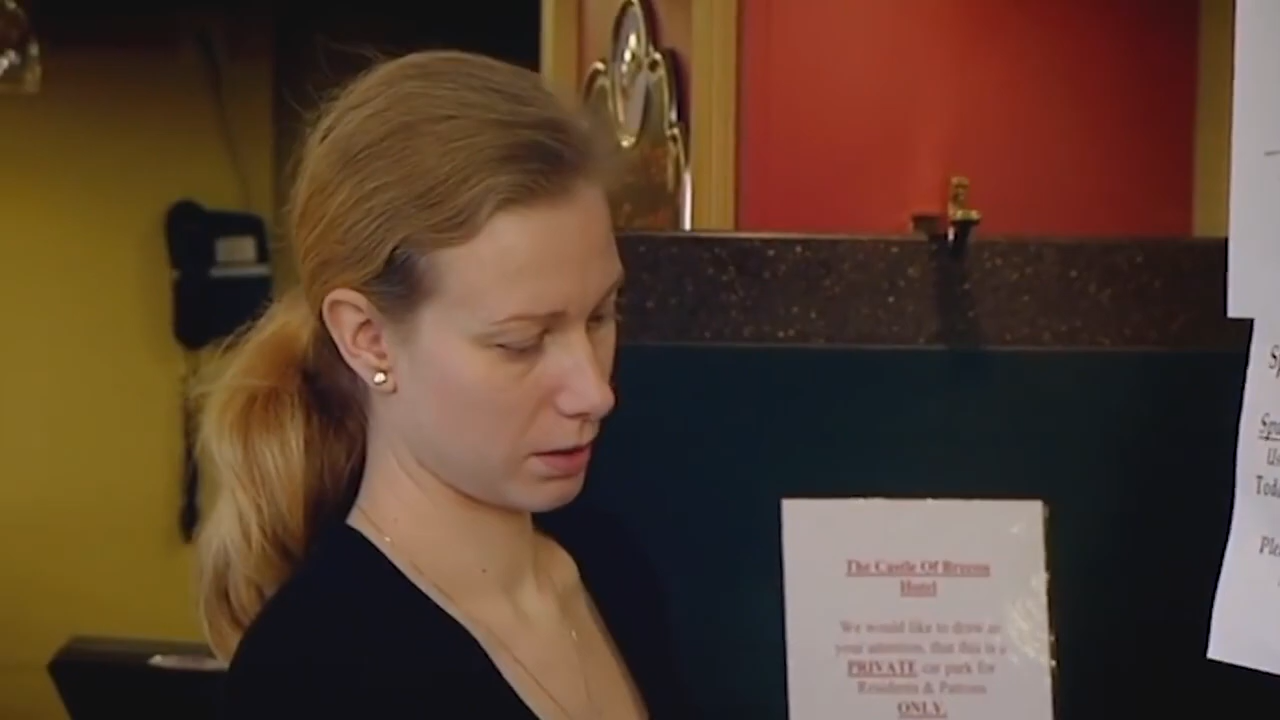 The Castle Of Brecon
Hotel
We would like to draw to
your attention, that this is a
PRIVATE car park for
Residents & Patrons
ONLY.